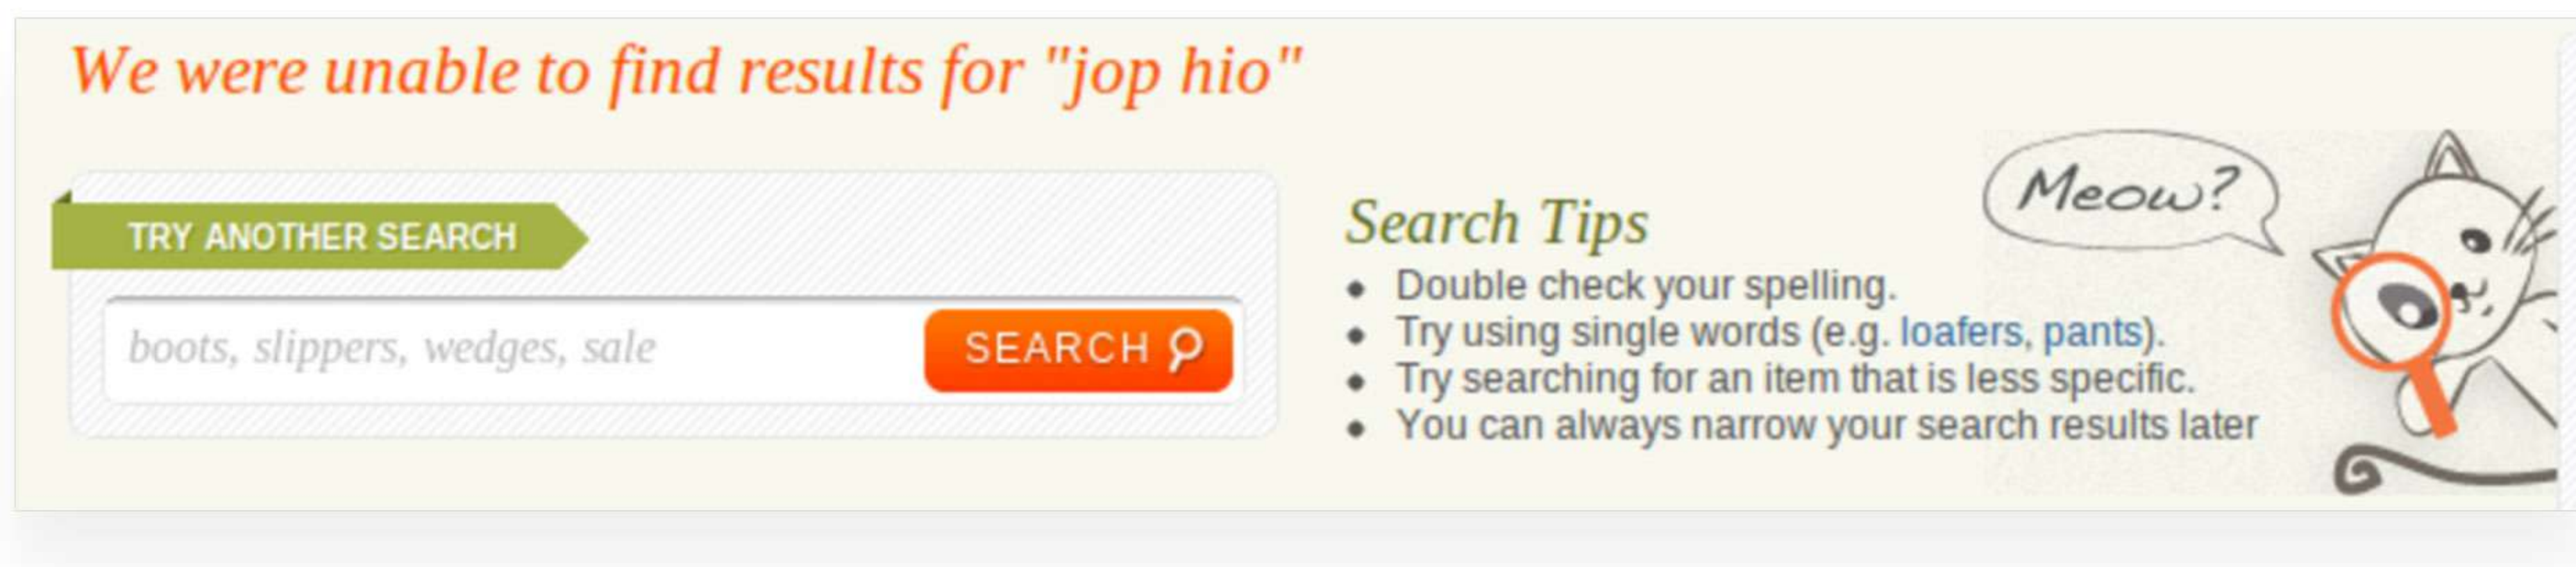 We were unable to find results for "jop hio"
TRY ANOTHER SEARCH
boots, slippers, wedges, sale
SEARCH
Search Tips
Double check your spelling.
Try using single words (e.g. loafers, pants).
Try searching for an item that is less specific.
You can always narrow your search results later
Meow?